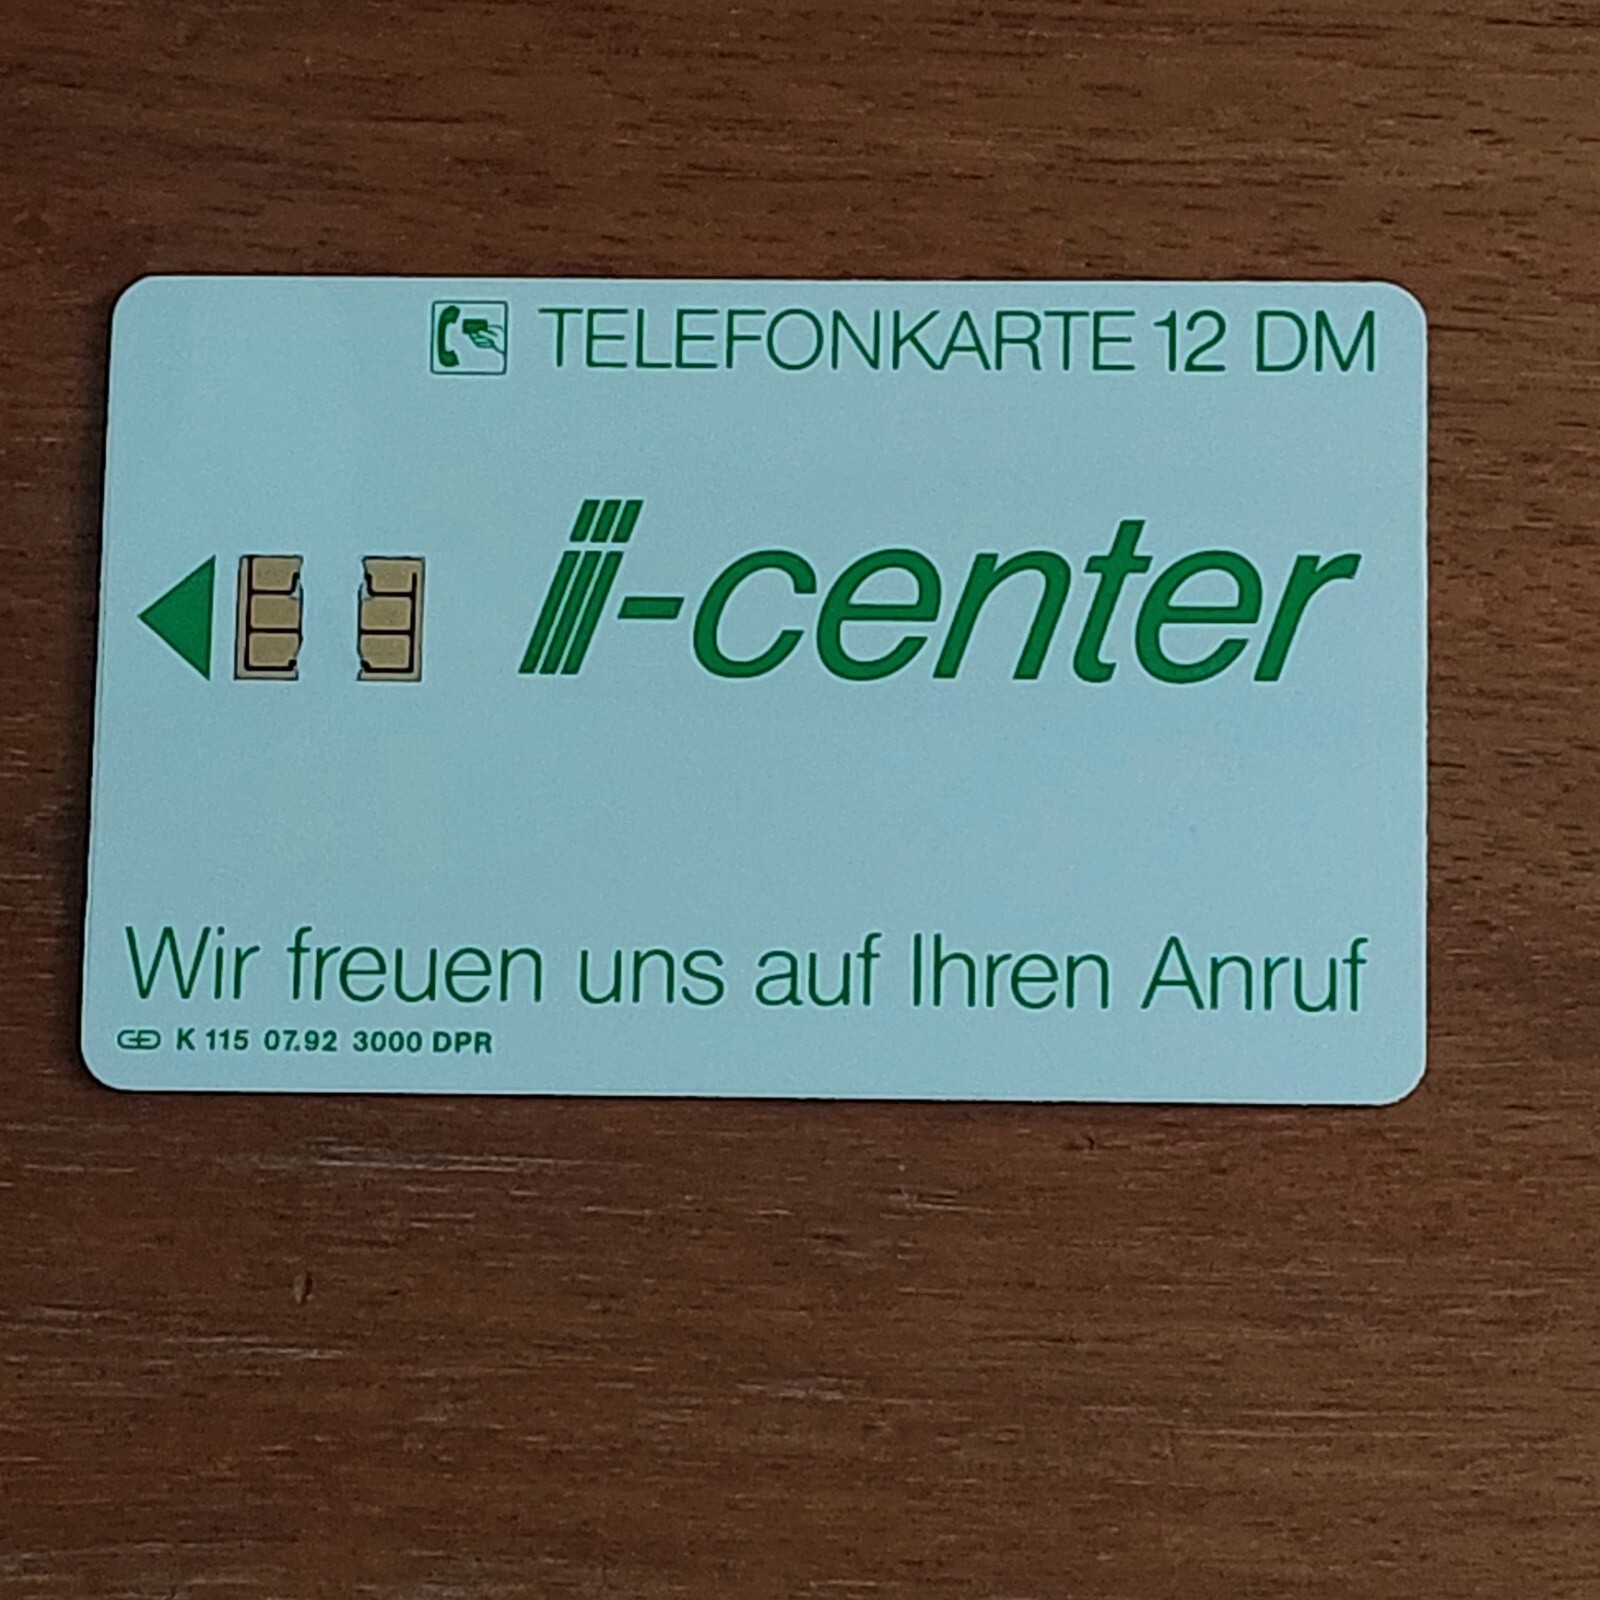 TELEFONKARTE 12 DM
i-center
Wir freuen uns auf Ihren Anruf
K 115 07.92 3000 DPR